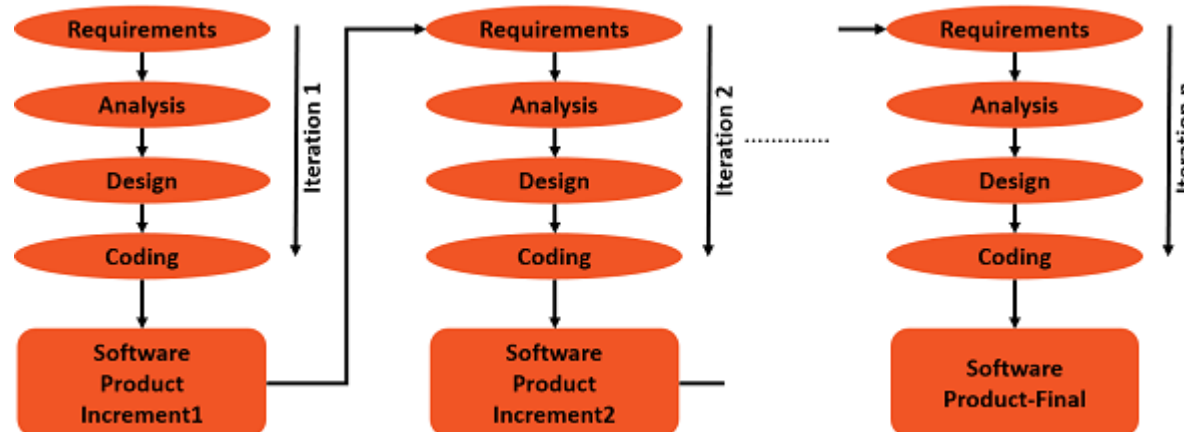 Requirements
Analysis
Design
Coding
Iteration 1
Software
Product
Increment1
Requirements
Analysis
Design
Coding
Iteration 2
Software
Product
Increment2
Requirements
Analysis
Design
Coding
Iteration n
Software
Product-Final